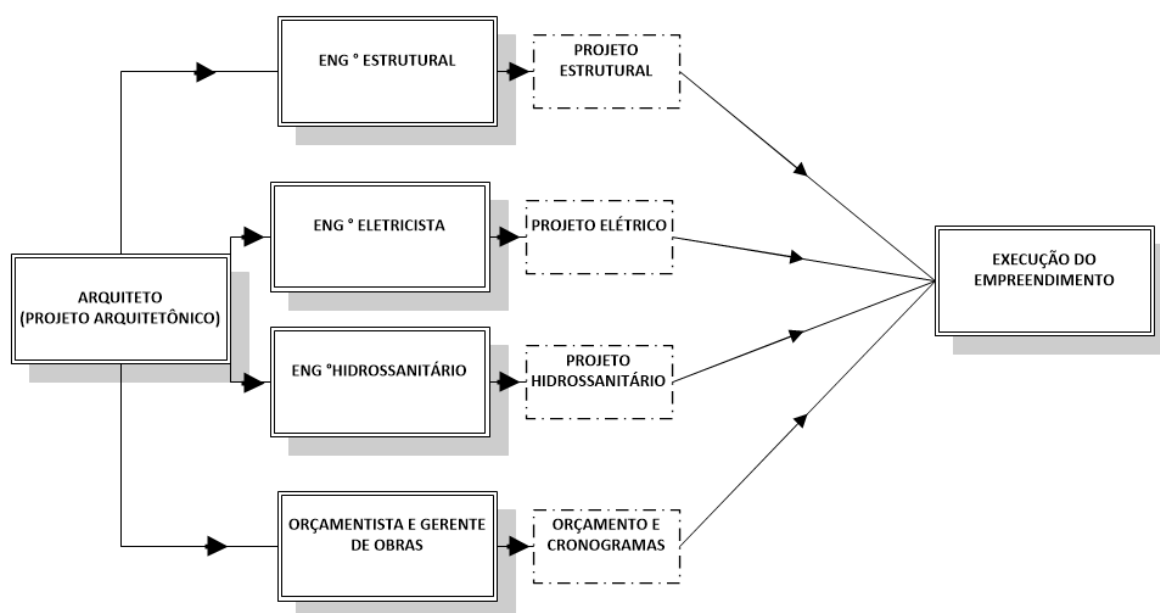 ENG ° ESTRUTURAL
PROJETO
ESTRUTURAL
ENG ° ELETRICISTA
PROJETO ELÉTRICO
ARQUITETO
(PROJETO ARQUITETÔNICO)
EXECUÇÃO DO
EMPREENDIMENTO
ENG °HIDROSSANITÁRIO
PROJETO
HIDROSSANITÁRIO
ORÇAMENTISTA E GERENTE
DE OBRAS
ORÇAMENTO E
CRONOGRAMAS